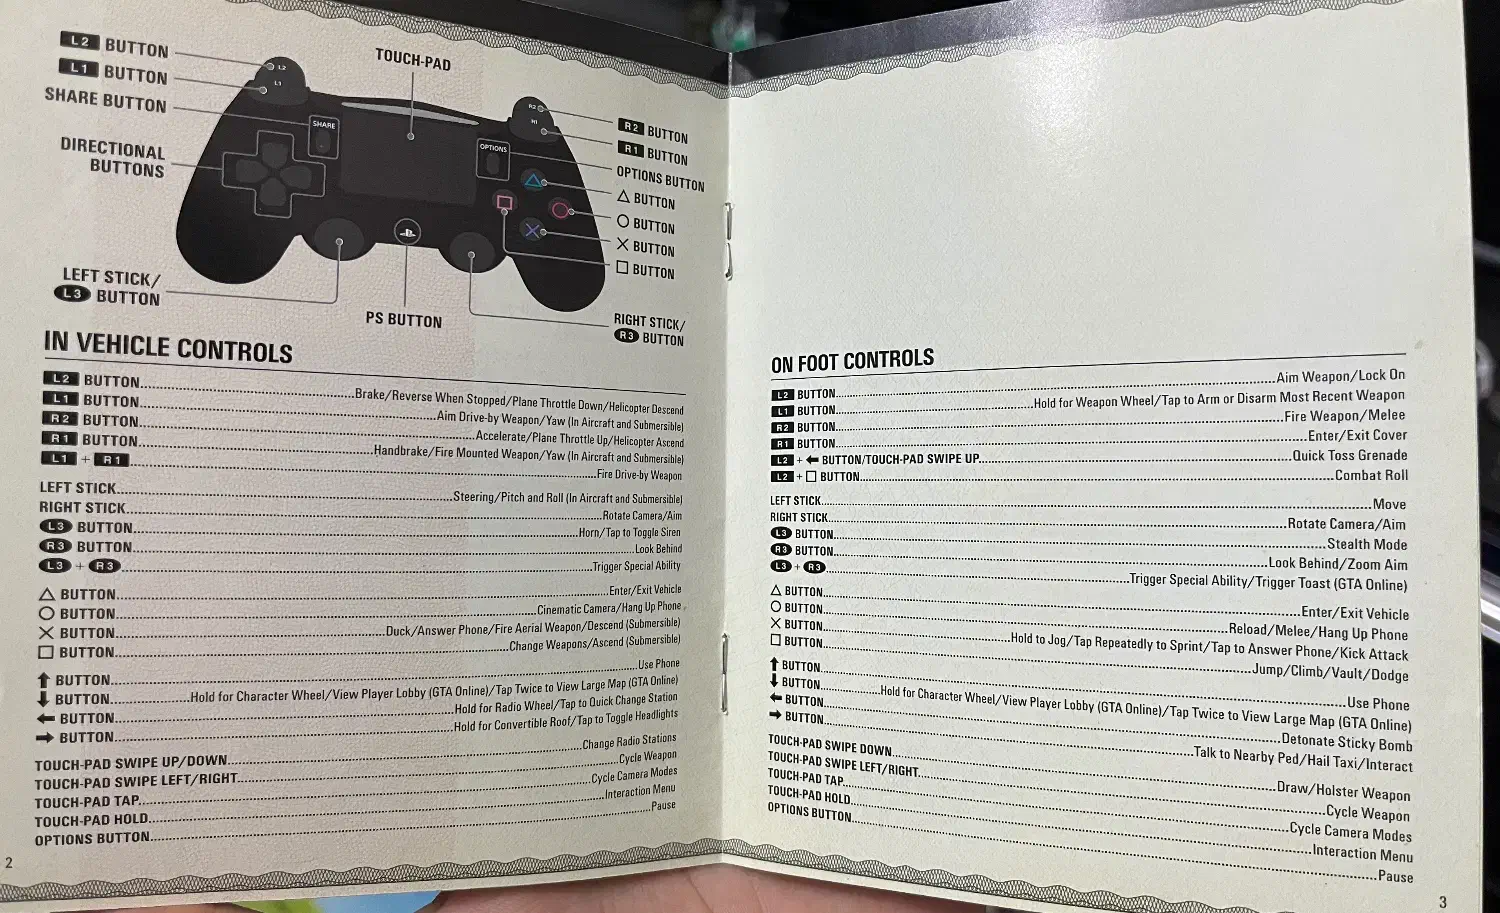 L2 BUTTON
L1 BUTTON
SHARE BUTTON
DIRECTIONAL
BUTTONS
LEFT STICK/
L3 BUTTON
TOUCH-PAD
L2
L1
SHARE
OPTIONS
R2
R1
PS BUTTON
R2 BUTTON
R1 BUTTON
OPTIONS BUTTON
△ BUTTON
○ BUTTON
✕ BUTTON
□ BUTTON
RIGHT STICK/
R3 BUTTON
IN VEHICLE CONTROLS
L2 BUTTON Brake/Reverse When Stopped/Plane Throttle Down/Helicopter Descend
L1 BUTTON Aim Drive-by Weapon/Yaw (In Aircraft and Submersible)
R2 BUTTON Accelerate/Plane Throttle Up/Helicopter Ascend
R1 BUTTON Handbrake/Fire Mounted Weapon/Yaw (In Aircraft and Submersible)
L1 + R1 Fire Drive-by Weapon
LEFT STICK Steering/Pitch and Roll (In Aircraft and Submersible)
RIGHT STICK Rotate Camera/Aim
L3 BUTTON Horn/Tap to Toggle Siren
R3 BUTTON Look Behind
L3 + R3 Trigger Special Ability
△ BUTTON Enter/Exit Vehicle
○ BUTTON Cinematic Camera/Hang Up Phone
✕ BUTTON Duck/Answer Phone/Fire Aerial Weapon/Descend (Submersible)
□ BUTTON Change Weapons/Ascend (Submersible)
⬆ BUTTON Use Phone
⬇ BUTTON Hold for Character Wheel/View Player Lobby (GTA Online)/Tap Twice to View Large Map (GTA Online)
⬅ BUTTON Hold for Radio Wheel/Tap to Quick Change Station
➡ BUTTON Hold for Convertible Roof/Tap to Toggle Headlights
TOUCH-PAD SWIPE UP/DOWN Change Radio Stations
TOUCH-PAD SWIPE LEFT/RIGHT Cycle Weapon
TOUCH-PAD TAP Cycle Camera Modes
TOUCH-PAD HOLD Interaction Menu
OPTIONS BUTTON Pause
2
ON FOOT CONTROLS
L2 BUTTON Aim Weapon/Lock On
L1 BUTTON Hold for Weapon Wheel/Tap to Arm or Disarm Most Recent Weapon
R2 BUTTON Fire Weapon/Melee
R1 BUTTON Enter/Exit Cover
L2 + ⬅ BUTTON/TOUCH-PAD SWIPE UP Quick Toss Grenade
L2 + □ BUTTON Combat Roll
LEFT STICK Move
RIGHT STICK Rotate Camera/Aim
L3 BUTTON Stealth Mode
R3 BUTTON Look Behind/Zoom Aim
L3 + R3 Trigger Special Ability/Trigger Toast (GTA Online)
△ BUTTON Enter/Exit Vehicle
○ BUTTON Reload/Melee/Hang Up Phone
✕ BUTTON Hold to Jog/Tap Repeatedly to Sprint/Tap to Answer Phone/Kick Attack
□ BUTTON Jump/Climb/Vault/Dodge
⬆ BUTTON Use Phone
⬇ BUTTON Hold for Character Wheel/View Player Lobby (GTA Online)/Tap Twice to View Large Map (GTA Online)
⬅ BUTTON Detonate Sticky Bomb
➡ BUTTON Talk to Nearby Ped/Hail Taxi/Interact
TOUCH-PAD SWIPE DOWN Draw/Holster Weapon
TOUCH-PAD SWIPE LEFT/RIGHT Cycle Weapon
TOUCH-PAD TAP Cycle Camera Modes
TOUCH-PAD HOLD Interaction Menu
OPTIONS BUTTON Pause
3